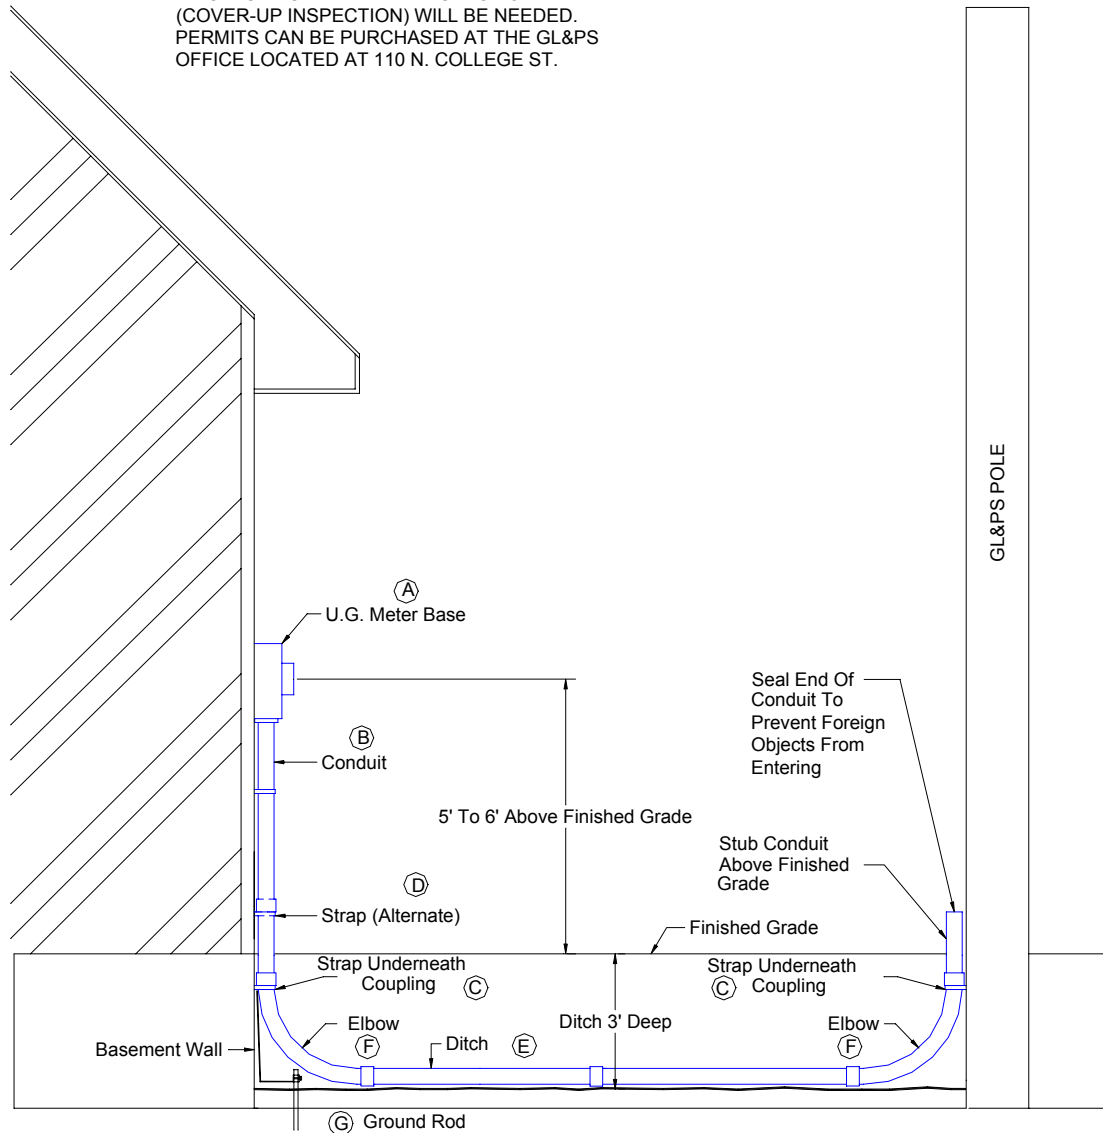 (COVER-UP INSPECTION) WILL BE NEEDED.
PERMITS CAN BE PURCHASED AT THE GL&PS
OFFICE LOCATED AT 110 N. COLLEGE ST.
GL&PS POLE
A
U.G. Meter Base
Seal End Of
Conduit To
Prevent Foreign
Objects From
Entering
B
Conduit
5' To 6' Above Finished Grade
Stub Conduit
Above Finished
Grade
D
Strap (Alternate)
Finished Grade
Strap Underneath
Coupling
C
Strap Underneath
Coupling
C
Ditch 3' Deep
Elbow
F
Ditch
E
Elbow
F
Basement Wall
G
Ground Rod